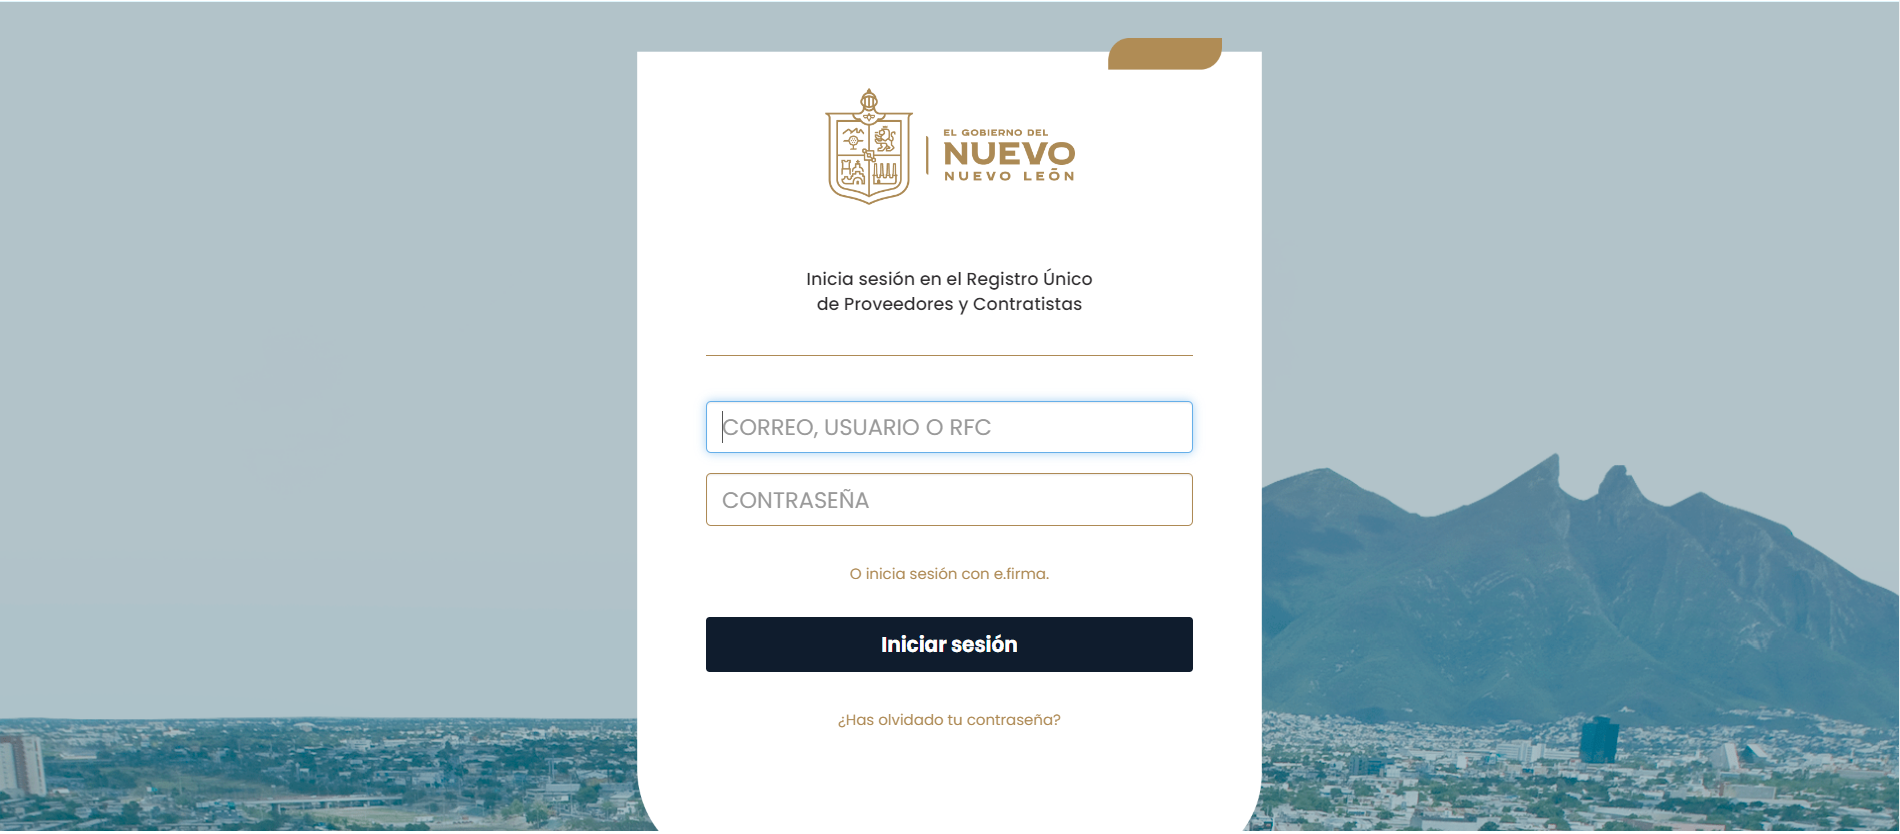 EL GOBIERNO DEL
NUEVO
NUEVO LEÓN
Inicia sesión en el Registro Único
de Proveedores y Contratistas
CORREO, USUARIO O RFC
CONTRASEÑA
O inicia sesión con e.firma.
Iniciar sesión
¿Has olvidado tu contraseña?